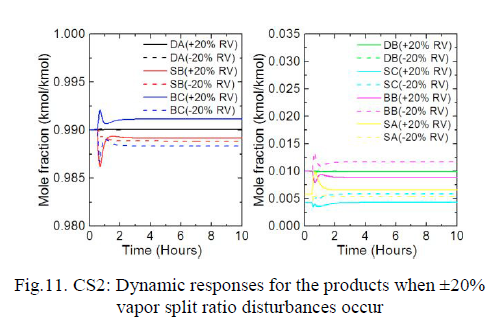 1.000
0.995
0.990
0.985
0.980
Mole fraction (kmol/kmol)
DA(+20% RV)
DA(-20% RV)
SB(+20% RV)
SB(-20% RV)
BC(+20% RV)
BC(-20% RV)
0 2 4 6 8 10
Time (Hours)
0.035
0.030
0.025
0.020
0.015
0.010
0.005
0.000
Mole fraction (kmol/kmol)
DB(+20% RV)
DB(-20% RV)
SC(+20% RV)
SC(-20% RV)
BB(+20% RV)
BB(-20% RV)
SA(+20% RV)
SA(-20% RV)
0 2 4 6 8 10
Time (Hours)
Fig.11. CS2: Dynamic responses for the products when ±20%
vapor split ratio disturbances occur